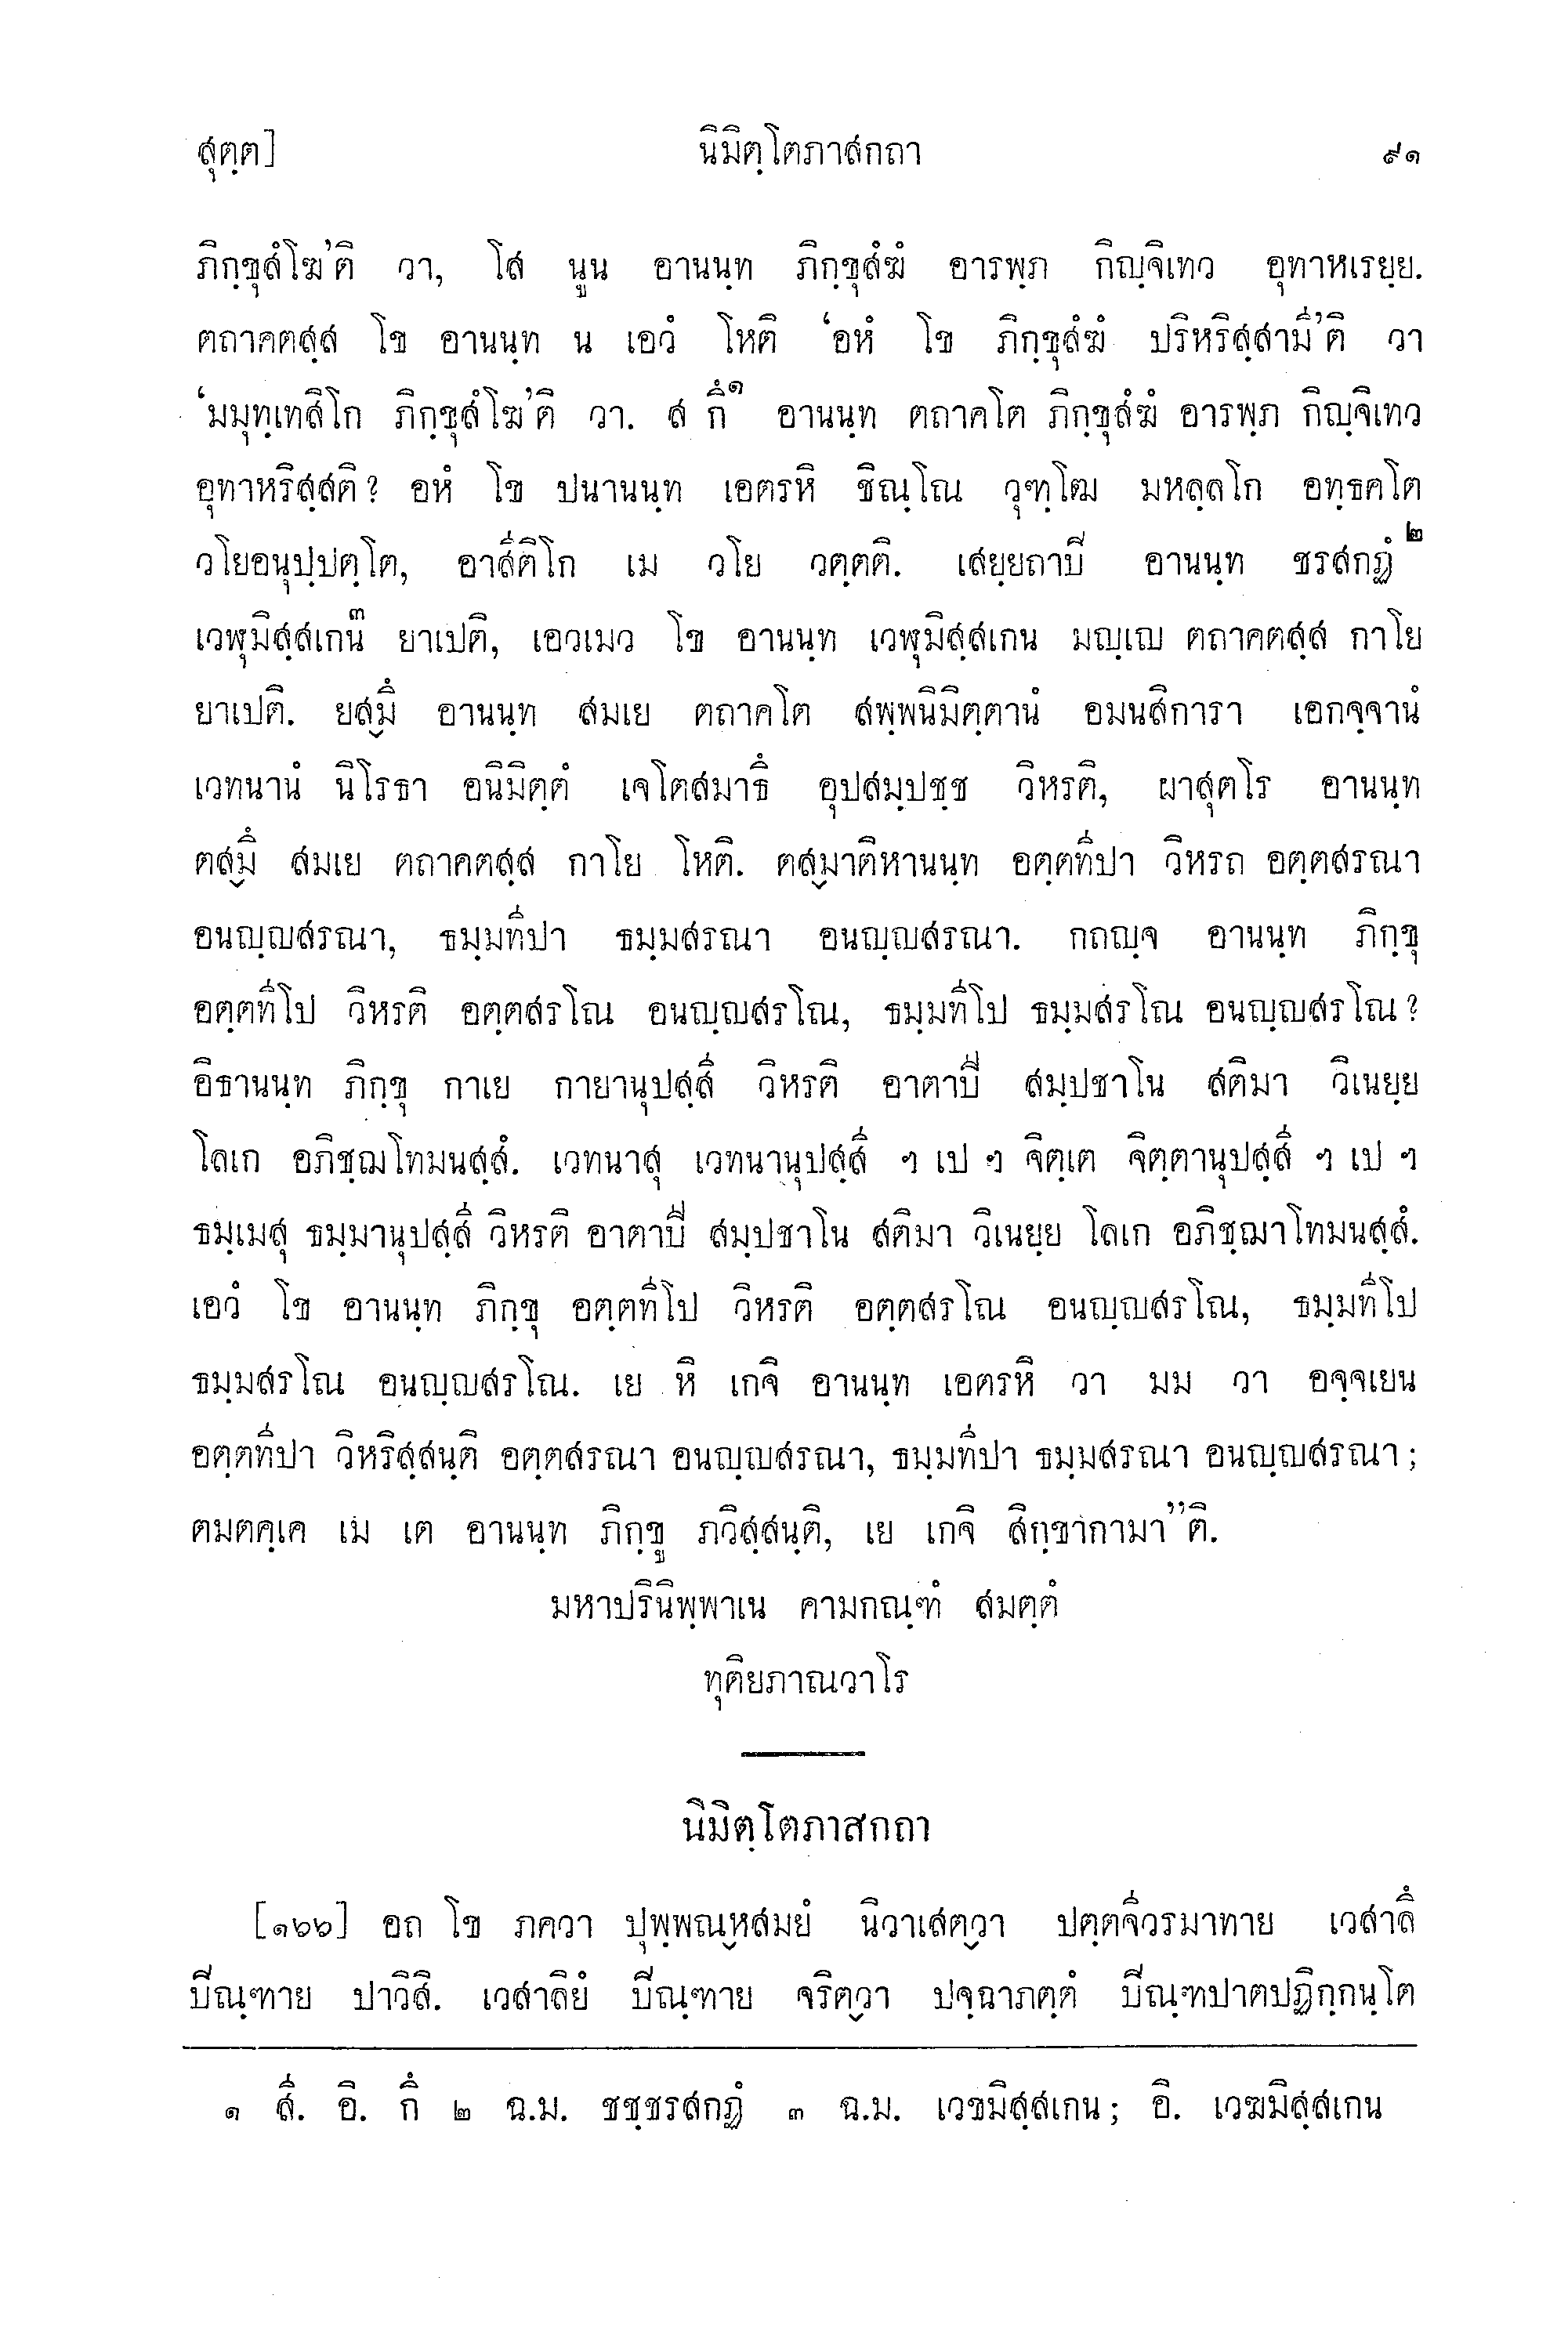 สุตฺต]	นิมิตฺโตภาสกถา	๙๑
ภิกฺขุสํโฆ’ติ วา, โส นูน อานนฺท ภิกฺขุสํฆํ อารพฺภ กิญฺจิเทว อุทาหเรยฺย.
ตถาคตสฺส โข อานนฺท น เอวํ โหติ ‘อหํ โข ภิกฺขุสํฆํ ปริหริสฺสามี’ติ วา
‘มมุทฺเทสิโก ภิกฺขุสํโฆ’ติ วา. ส กึ๑ อานนฺท ตถาคโต ภิกฺขุสํฆํ อารพฺภ กิญฺจิเทว
อุทาหริสฺสติ? อหํ โข ปนานนฺท เอตรหิ ชิณฺโณ วุฑฺโฒ มหลฺลโก อทฺธคโต
วโยอนุปฺปตฺโต, อาสีติโก เม วโย วตฺตติ. เสยฺยถาปิ อานนฺท ชรสกฏํ๒
เวฬุมิสฺสเกน๓ ยาเปติ, เอวเมว โข อานนฺท เวฬุมิสฺสเกน มญฺเญ ตถาคตสฺส กาโย
ยาเปติ. ยสฺมึ อานนฺท สมเย ตถาคโต สพฺพนิมิตฺตานํ อมนสิการา เอกจฺจานํ
เวทนานํ นิโรธา อนิมิตฺตํ เจโตสมาธึ อุปสมฺปชฺช วิหรติ, ผาสุตโร อานนฺท
ตสฺมึ สมเย ตถาคตสฺส กาโย โหติ. ตสฺมาติหานนฺท อตฺตทีปา วิหรถ อตฺตสรณา
อนญฺญสรณา, ธมฺมทีปา ธมฺมสรณา อนญฺญสรณา. กถญฺจ อานนฺท ภิกฺขุ
อตฺตทีโป วิหรติ อตฺตสรโณ อนญฺญสรโณ, ธมฺมทีโป ธมฺมสรโณ อนญฺญสรโณ?
อิธานนฺท ภิกฺขุ กาเย กายานุปสฺสี วิหรติ อาตาปี สมฺปชาโน สติมา วิเนยฺย
โลเก อภิชฺฌโทมนสฺสํ. เวทนาสุ เวทนานุปสฺสี ฯ เป ฯ จิตฺเต จิตฺตานุปสฺสี ฯ เป ฯ
ธมฺเมสุ ธมฺมานุปสฺสี วิหรติ อาตาปี สมฺปชาโน สติมา วิเนยฺย โลเก อภิชฺฌาโทมนสฺสํ.
เอวํ โข อานนฺท ภิกฺขุ อตฺตทีโป วิหรติ อตฺตสรโณ อนญฺญสรโณ, ธมฺมทีโป
ธมฺมสรโณ อนญฺญสรโณ. เย หิ เกจิ อานนฺท เอตรหิ วา มม วา อจฺจเยน
อตฺตทีปา วิหริสฺสนฺติ อตฺตสรณา อนญฺญสรณา, ธมฺมทีปา ธมฺมสรณา อนญฺญสรณา;
ตมตคฺเค เม เต อานนฺท ภิกฺขู ภวิสฺสนฺติ, เย เกจิ สิกฺขากามา”ติ.
มหาปรินิพฺพาเน คามกณฺฑํ สมตฺตํ
ทุติยภาณวาโร
นิมิตฺโตภาสกถา
[๑๖๖] อถ โข ภควา ปุพฺพณฺหสมยํ นิวาเสตฺวา ปตฺตจีวรมาทาย เวสาลึ
ปิณฺฑาย ปาวิสิ. เวสาลิยํ ปิณฺฑาย จริตฺวา ปจฺฉาภตฺตํ ปิณฺฑปาตปฏิกฺกนฺโต
๑ สี. อิ. กึ ๒ ฉ.ม. ชชฺชรสกฏํ ๓ ฉ.ม. เวขมิสฺสเกน; อิ. เวฆมิสฺสเกน